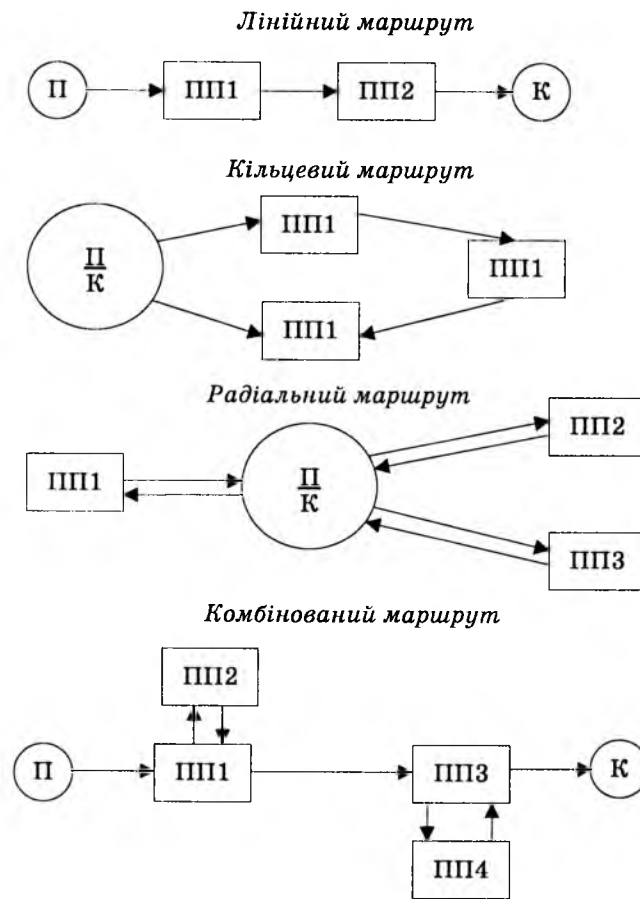 Лінійний маршрут
П ПП1 ПП2 К
Кільцевий маршрут
ПП1
П
К
ПП1
ПП1
Радіальний маршрут
ПП2
ПП1
П
К
ПП3
Комбінований маршрут
ПП2
П ПП1 ПП3 К
ПП4